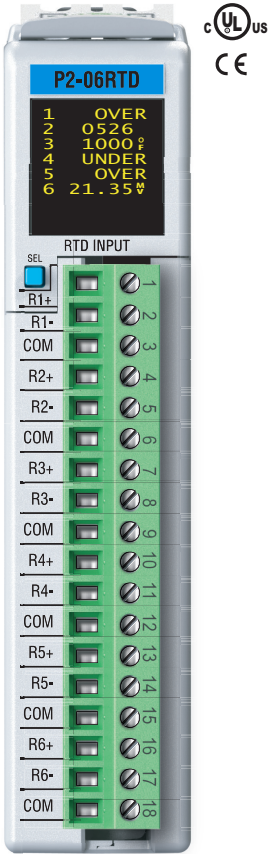 c UL US
CE
P2-06RTD
1 OVER
2 0526
3 1000 °F
4 UNDER
5 OVER
6 21.35 MV
RTD INPUT
SEL
R1+ 1
R1- 2
COM 3
R2+ 4
R2- 5
COM 6
R3+ 7
R3- 8
COM 9
R4+ 10
R4- 11
COM 12
R5+ 13
R5- 14
COM 15
R6+ 16
R6- 17
COM 18